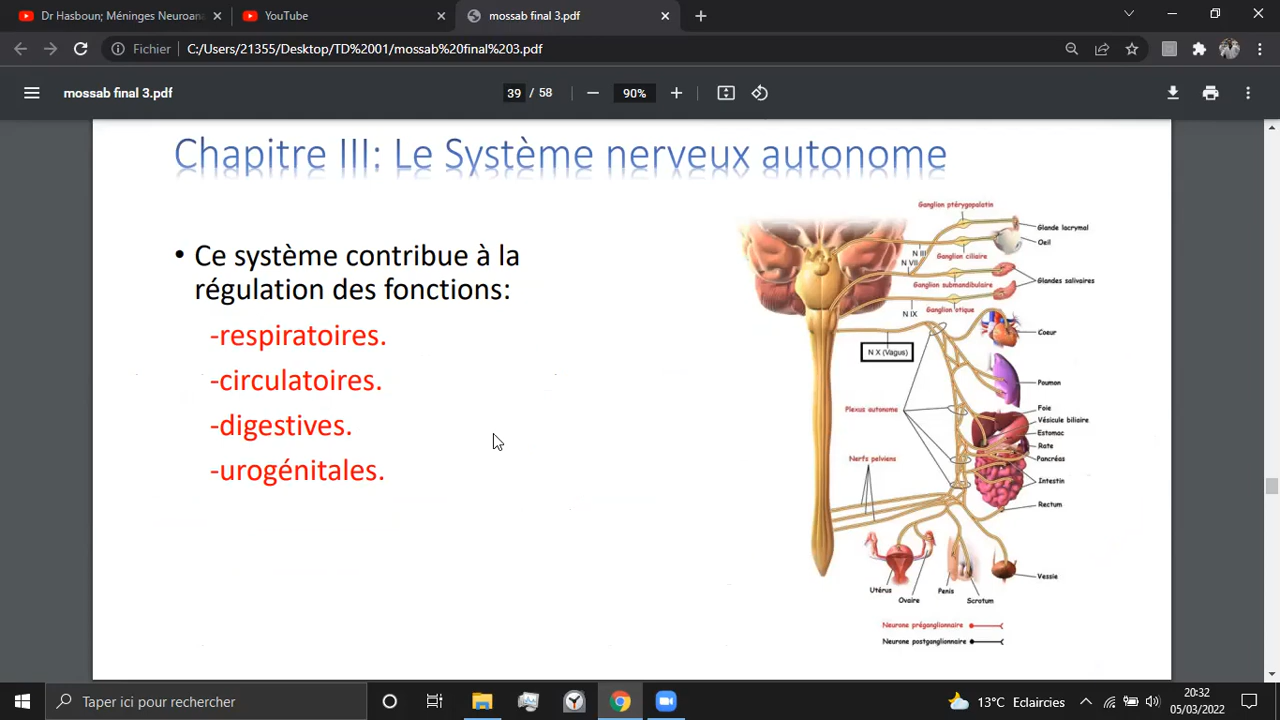 Dr Hasboun; Méninges Neuroana
YouTube
mossab final 3.pdf
Fichier
C:/Users/21355/Desktop/TD%2001/mossab%20final%203.pdf
mossab final 3.pdf
39 / 58
90%
Chapitre III: Le Système nerveux autonome
• Ce système contribue à la
régulation des fonctions:
-respiratoires.
-circulatoires.
-digestives.
-urogénitales.
Ganglion ptérygopalatin
Glande lacrymal
Oeil
N III
Ganglion ciliaire
N VII
Ganglion submandibulaire
Glandes salivaires
Ganglion otique
N IX
Coeur
N X (Vagus)
Poumon
Plexus autonome
Foie
Vésicule biliaire
Estomac
Rate
Pancréas
Nerfs pelviens
Intestin
Rectum
Vessie
Utérus
Ovaire
Penis
Scrotum
Neurone préganglionnaire
Neurone postganglionnaire
Taper ici pour rechercher
13°C Eclaircies
20:32
05/03/2022